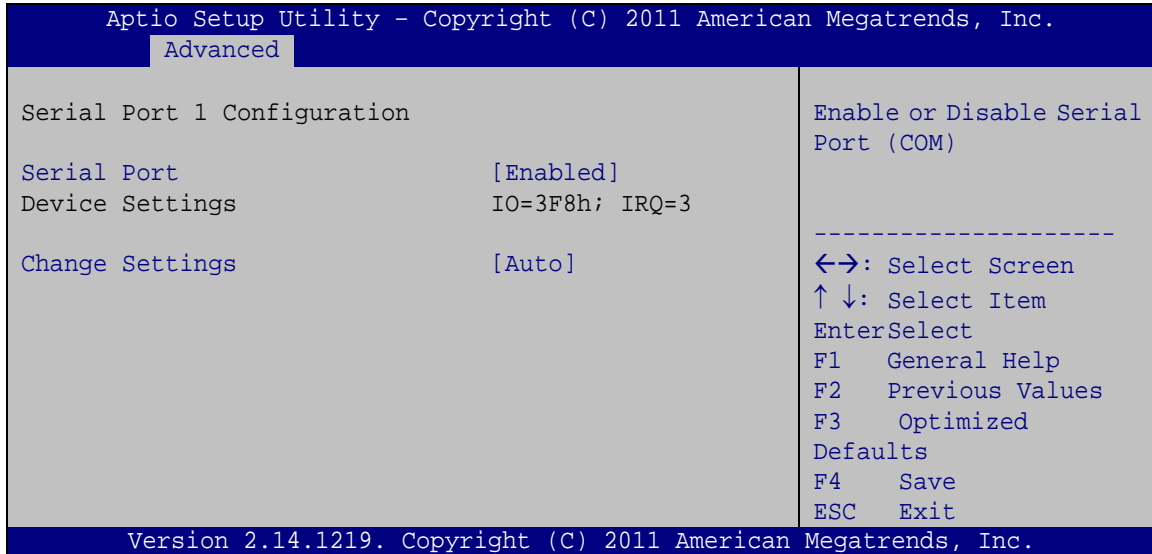 Aptio Setup Utility – Copyright (C) 2011 American Megatrends, Inc.
Advanced
Serial Port 1 Configuration
Serial Port [Enabled]
Device Settings IO=3F8h; IRQ=3
Change Settings [Auto]
Enable or Disable Serial
Port (COM)
---------------------
←→: Select Screen
↑ ↓: Select Item
EnterSelect
F1 General Help
F2 Previous Values
F3 Optimized
Defaults
F4 Save
ESC Exit
Version 2.14.1219. Copyright (C) 2011 American Megatrends, Inc.